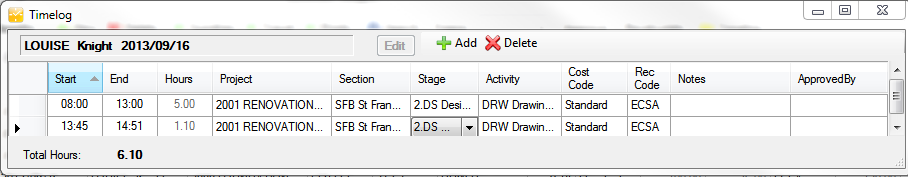 Timelog
LOUISE Knight 2013/09/16 Edit Add Delete
Start End Hours Project Section Stage Activity Cost Code Rec Code Notes ApprovedBy
08:00 13:00 5.00 2001 RENOVATION... SFB St Fran... 2.DS Desi... DRW Drawin... Standard ECSA
13:45 14:51 1.10 2001 RENOVATION... SFB St Fran... 2.DS ... DRW Drawin... Standard ECSA
Total Hours: 6.10